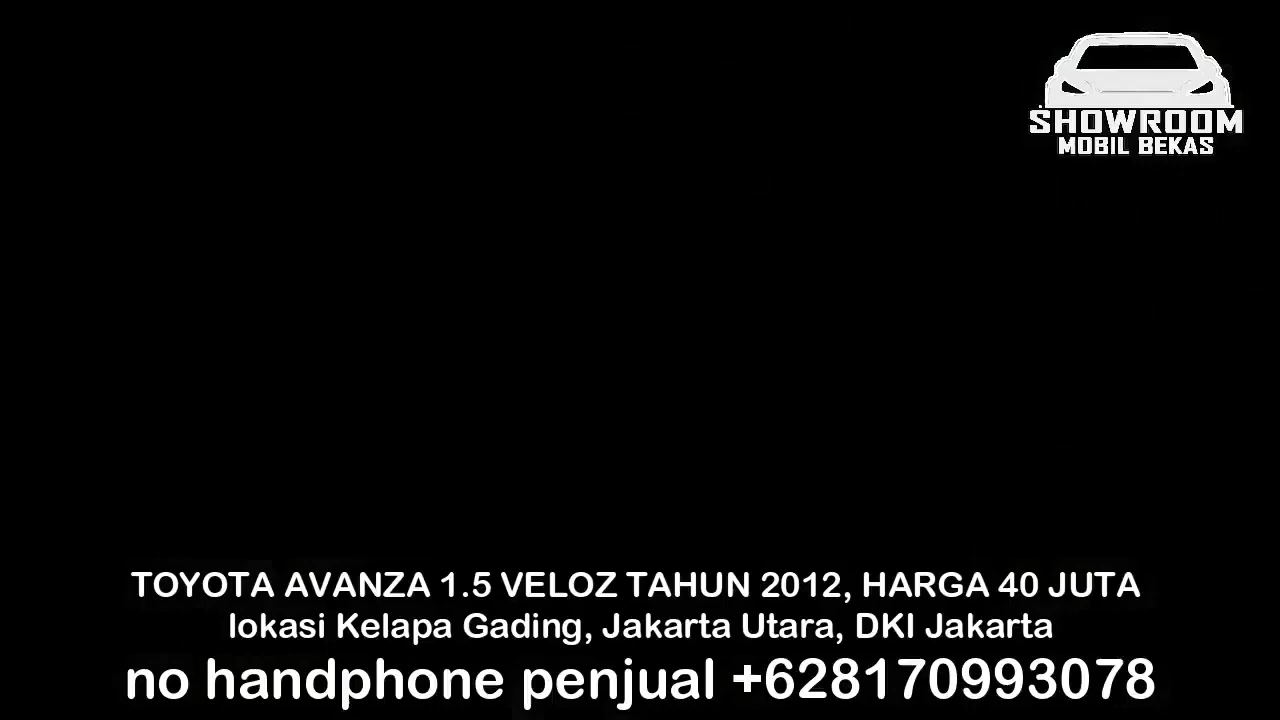 SHOWROOM
MOBIL BEKAS
TOYOTA AVANZA 1.5 VELOZ TAHUN 2012, HARGA 40 JUTA
lokasi Kelapa Gading, Jakarta Utara, DKI Jakarta
no handphone penjual +628170993078